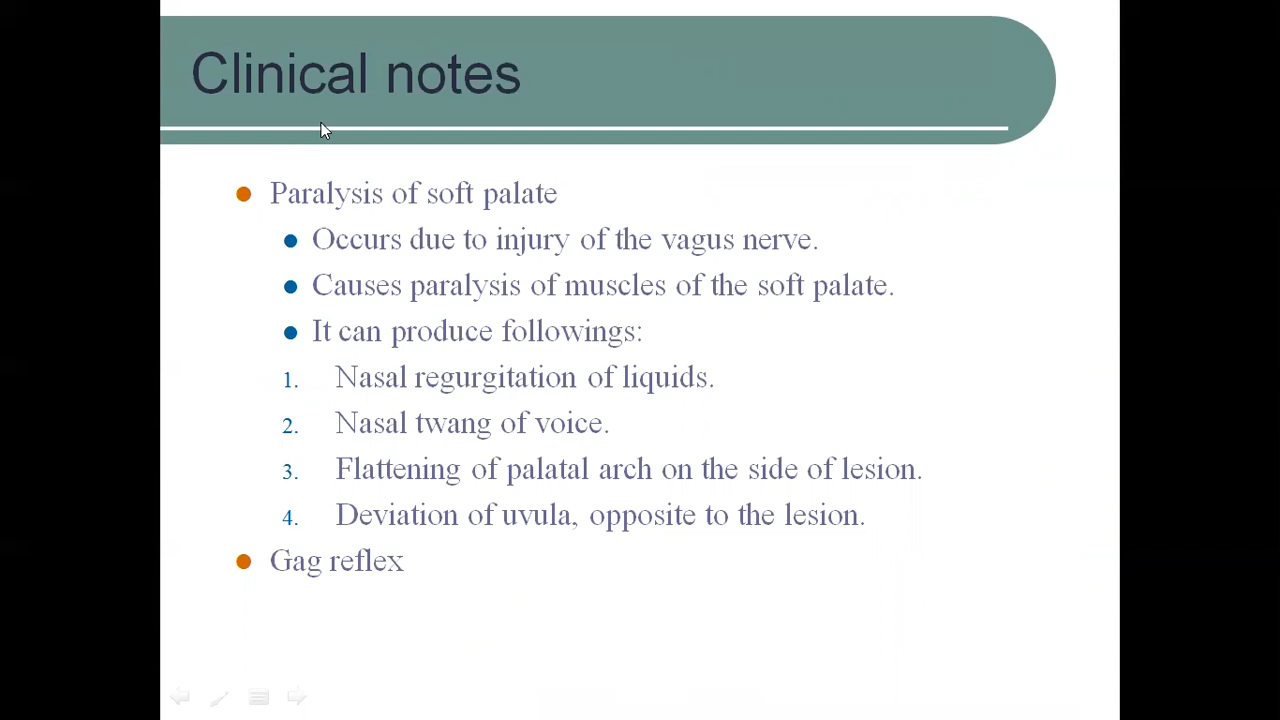 Clinical notes
Paralysis of soft palate
Occurs due to injury of the vagus nerve.
Causes paralysis of muscles of the soft palate.
It can produce followings:
1. Nasal regurgitation of liquids.
2. Nasal twang of voice.
3. Flattening of palatal arch on the side of lesion.
4. Deviation of uvula, opposite to the lesion.
Gag reflex